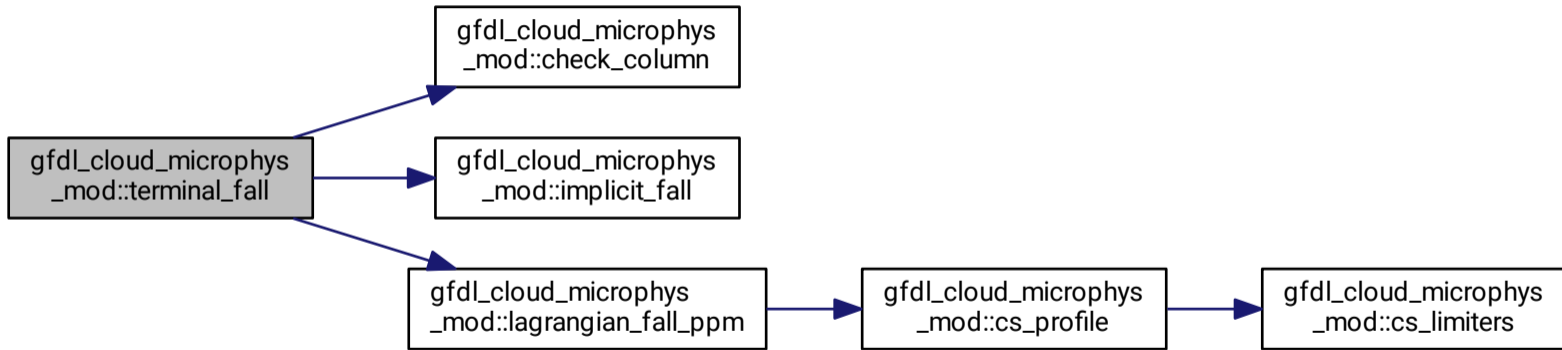 gfdl_cloud_microphys
_mod::check_column
gfdl_cloud_microphys
_mod::terminal_fall
gfdl_cloud_microphys
_mod::implicit_fall
gfdl_cloud_microphys
_mod::lagrangian_fall_ppm
gfdl_cloud_microphys
_mod::cs_profile
gfdl_cloud_microphys
_mod::cs_limiters